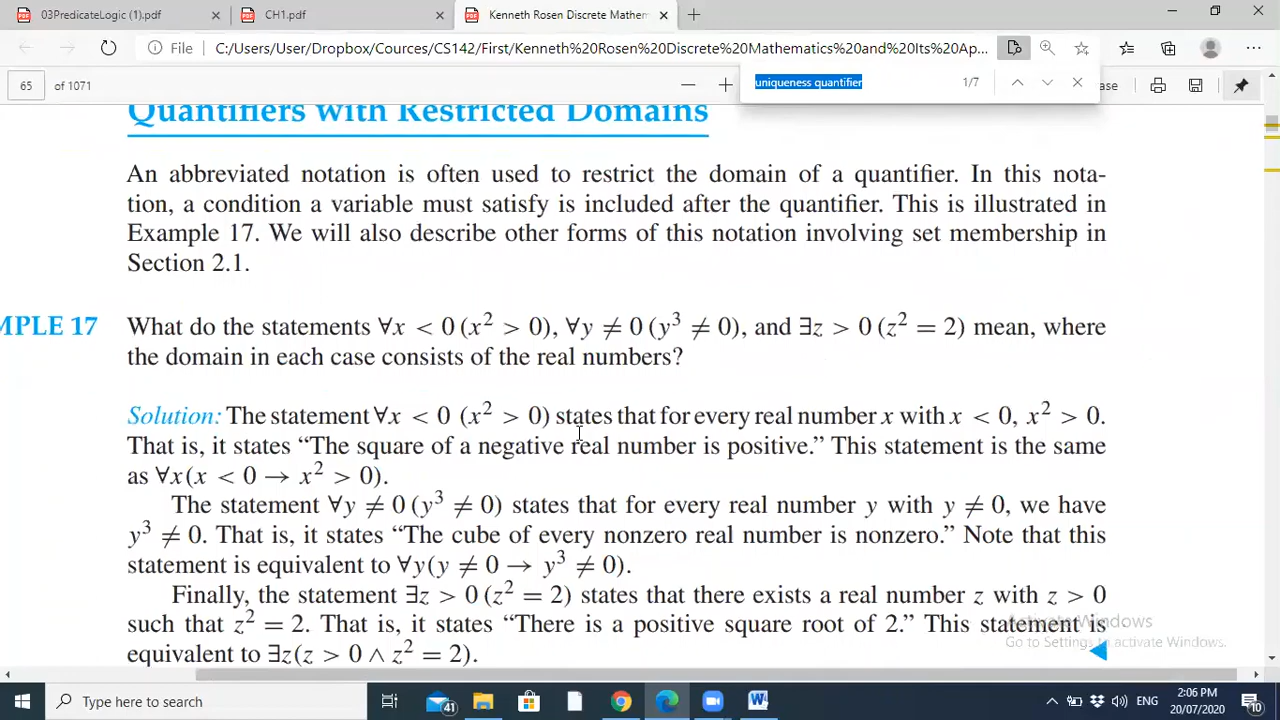 03PredicateLogic (1).pdf
CH1.pdf
Kenneth Rosen Discrete Mathem
File
C:/Users/User/Dropbox/Cources/CS142/First/Kenneth%20Rosen%20Discrete%20Mathematics%20and%20Its%20Ap...
65 of 1071
uniqueness quantifier
1/7
ase
Quantifiers with Restricted Domains
An abbreviated notation is often used to restrict the domain of a quantifier. In this nota-
tion, a condition a variable must satisfy is included after the quantifier. This is illustrated in
Example 17. We will also describe other forms of this notation involving set membership in
Section 2.1.
MPLE 17 What do the statements ∀x < 0 (x² > 0), ∀y ≠ 0 (y³ ≠ 0), and ∃z > 0 (z² = 2) mean, where
the domain in each case consists of the real numbers?
Solution: The statement ∀x < 0 (x² > 0) states that for every real number x with x < 0, x² > 0.
That is, it states “The square of a negative real number is positive.” This statement is the same
as ∀x(x < 0 → x² > 0).
The statement ∀y ≠ 0 (y³ ≠ 0) states that for every real number y with y ≠ 0, we have
y³ ≠ 0. That is, it states “The cube of every nonzero real number is nonzero.” Note that this
statement is equivalent to ∀y(y ≠ 0 → y³ ≠ 0).
Finally, the statement ∃z > 0 (z² = 2) states that there exists a real number z with z > 0
such that z² = 2. That is, it states “There is a positive square root of 2.” This statement is
equivalent to ∃z(z > 0 ∧ z² = 2).
Activate Windows
Go to Settings to activate Windows.
Type here to search
41
ENG
2:06 PM
20/07/2020
10